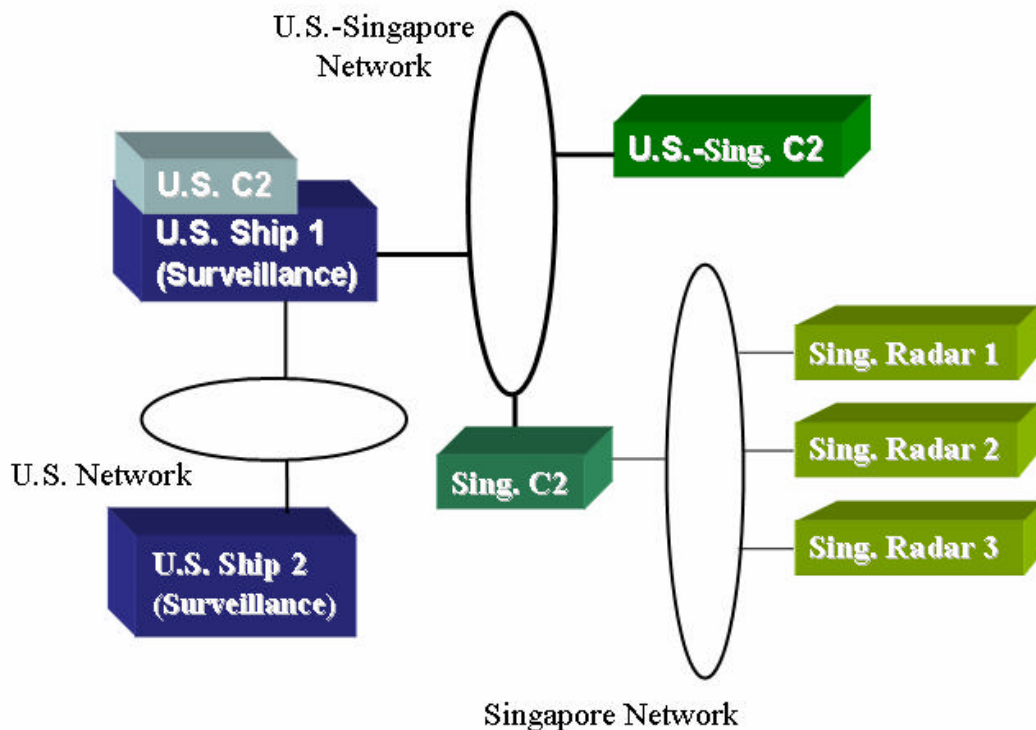 U.S.-Singapore
Network
U.S.-Sing. C2
U.S. C2
U.S. Ship 1
(Surveillance)
Sing. Radar 1
Sing. Radar 2
U.S. Network
Sing. C2
Sing. Radar 3
U.S. Ship 2
(Surveillance)
Singapore Network